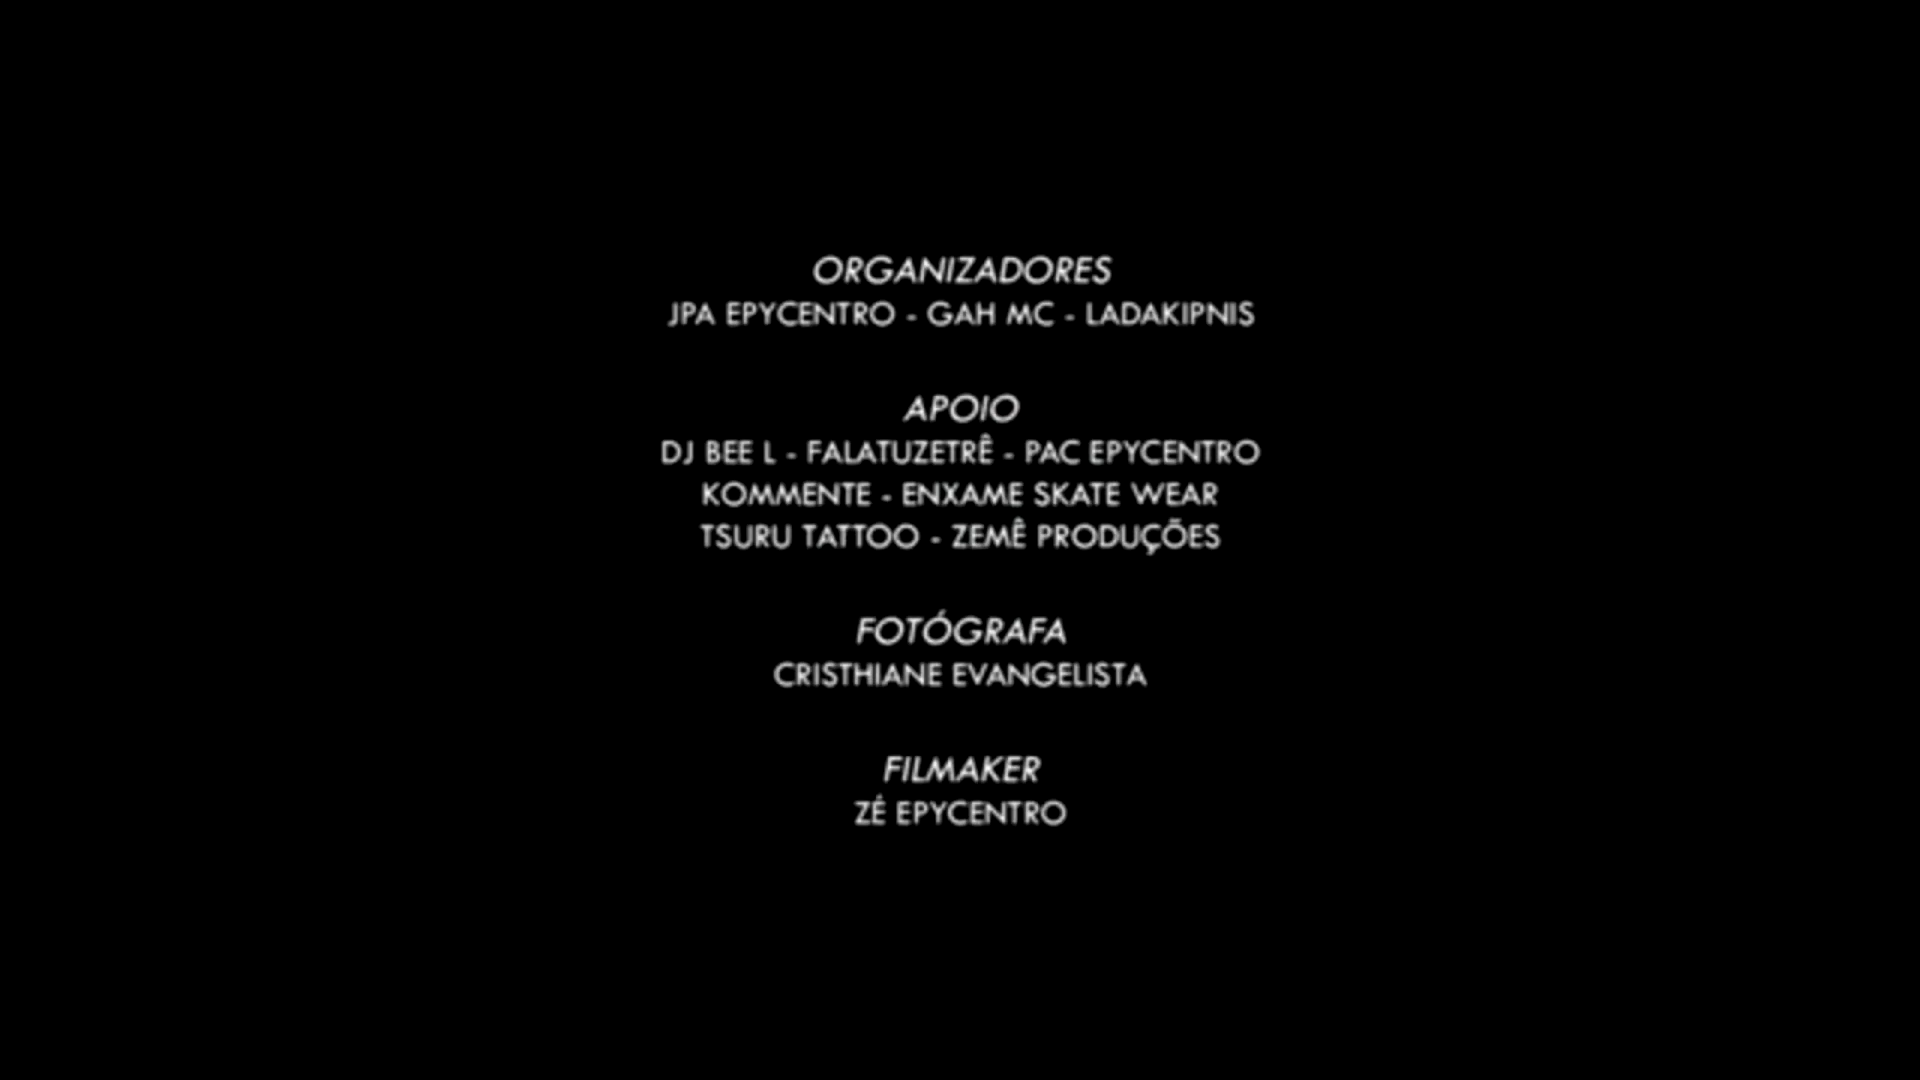 ORGANIZADORES
JPA EPYCENTRO - GAH MC - LADAKIPNIS
APOIO
DJ BEE L - FALATUZETRÊ - PAC EPYCENTRO
KOMMENTE - ENXAME SKATE WEAR
TSURU TATTOO - ZEMÊ PRODUÇÕES
FOTÓGRAFA
CRISTHIANE EVANGELISTA
FILMAKER
ZÉ EPYCENTRO